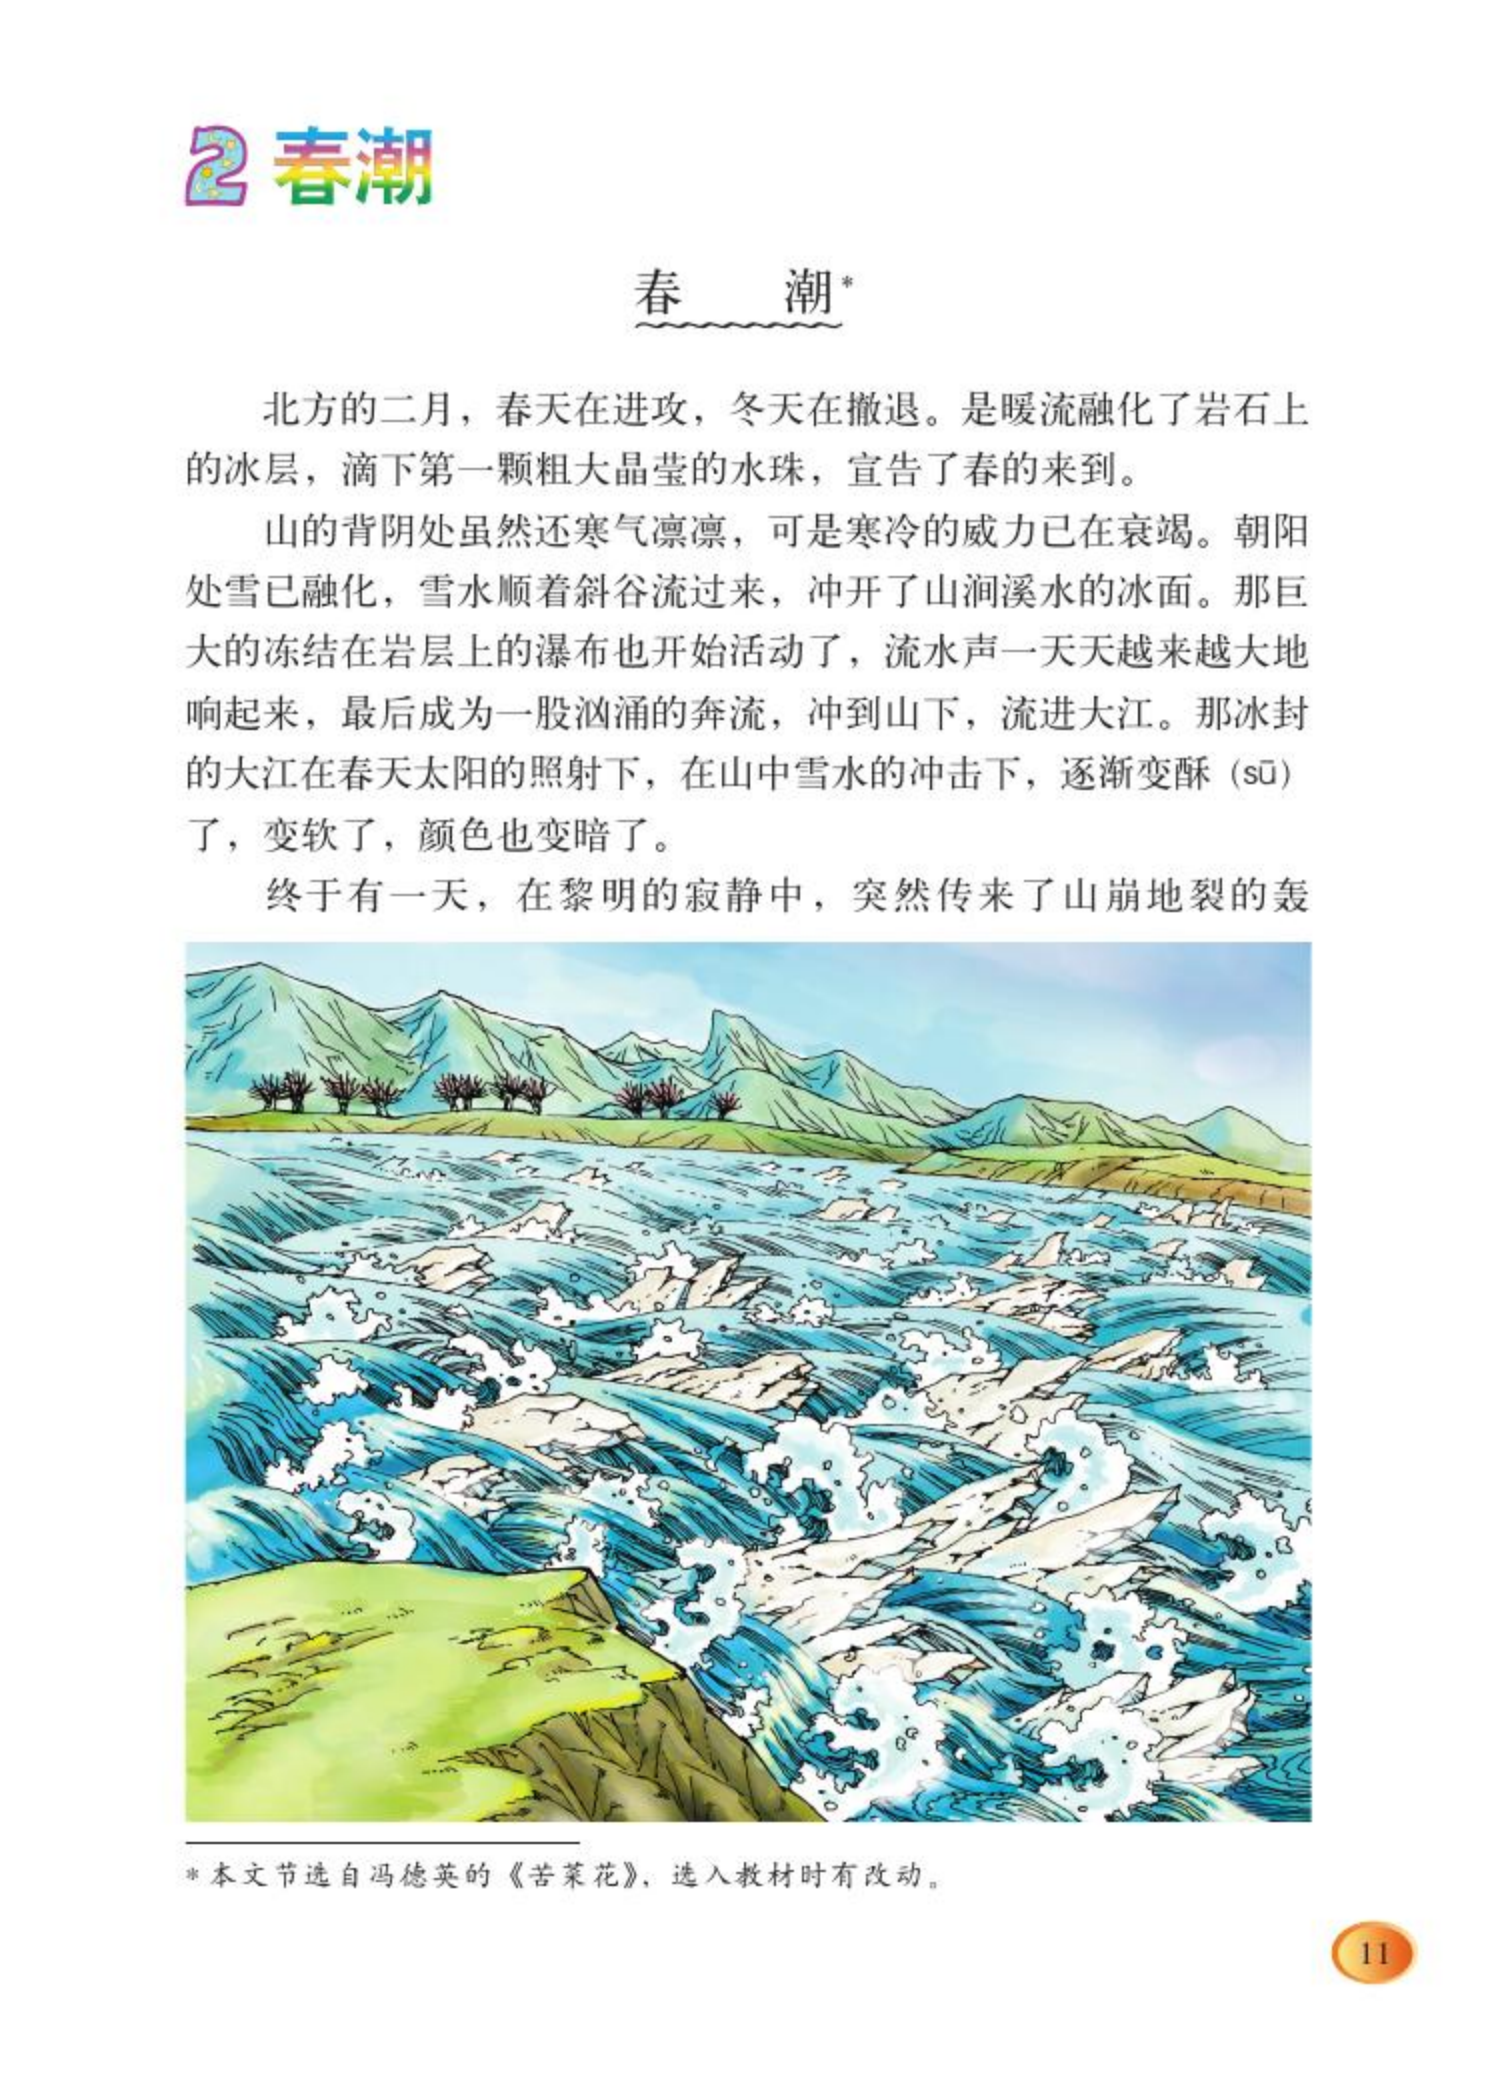 2 春潮
春 潮*
北方的二月，春天在进攻，冬天在撤退。是暖流融化了岩石上
的冰层，滴下第一颗粗大晶莹的水珠，宣告了春的来到。
山的背阴处虽然还寒气凛凛，可是寒冷的威力已在衰竭。朝阳
处雪已融化，雪水顺着斜谷流过来，冲开了山涧溪水的冰面。那巨
大的冻结在岩层上的瀑布也开始活动了，流水声一天天越来越大地
响起来，最后成为一股汹涌的奔流，冲到山下，流进大江。那冰封
的大江在春天太阳的照射下，在山中雪水的冲击下，逐渐变酥（sū）
了，变软了，颜色也变暗了。
终于有一天，在黎明的寂静中，突然传来了山崩地裂的轰
*本文节选自冯德英的《苦菜花》，选入教材时有改动。
11